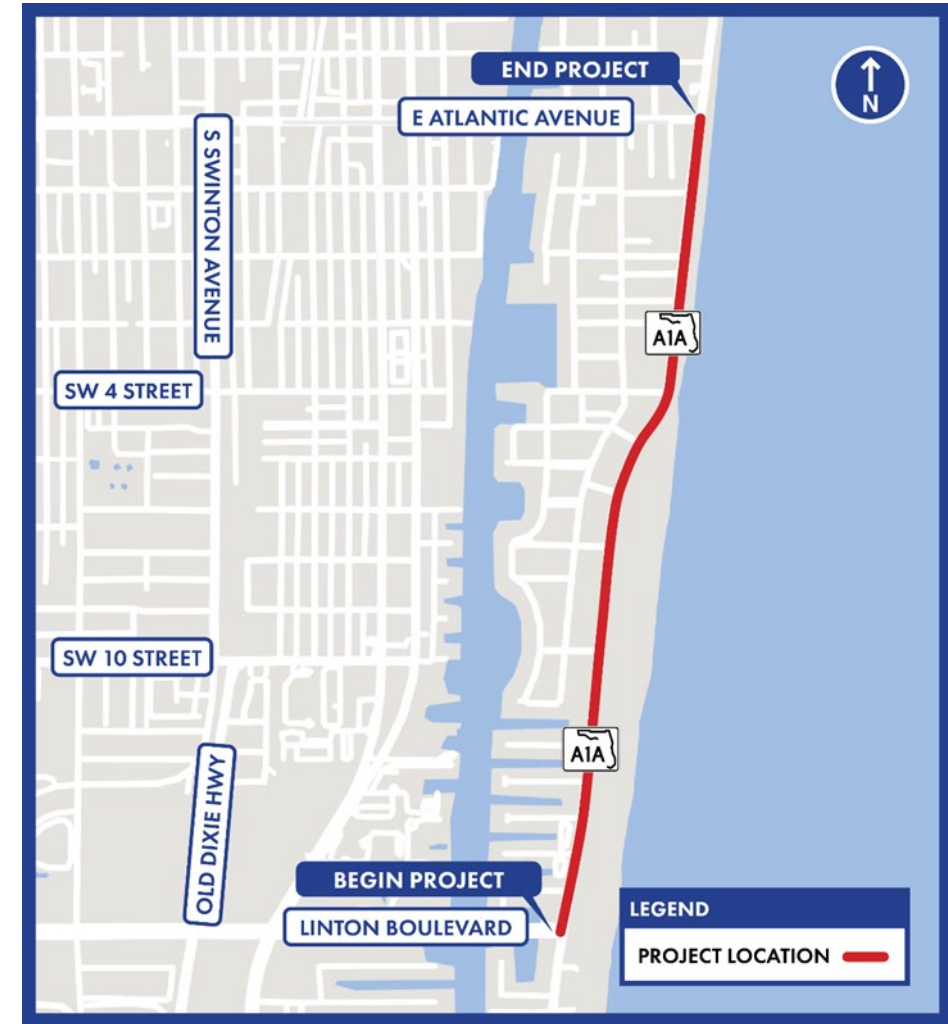 END PROJECT
E ATLANTIC AVENUE
N
S SWINTON AVENUE
A1A
SW 4 STREET
SW 10 STREET
A1A
OLD DIXIE HWY
BEGIN PROJECT
LINTON BOULEVARD
LEGEND
PROJECT LOCATION